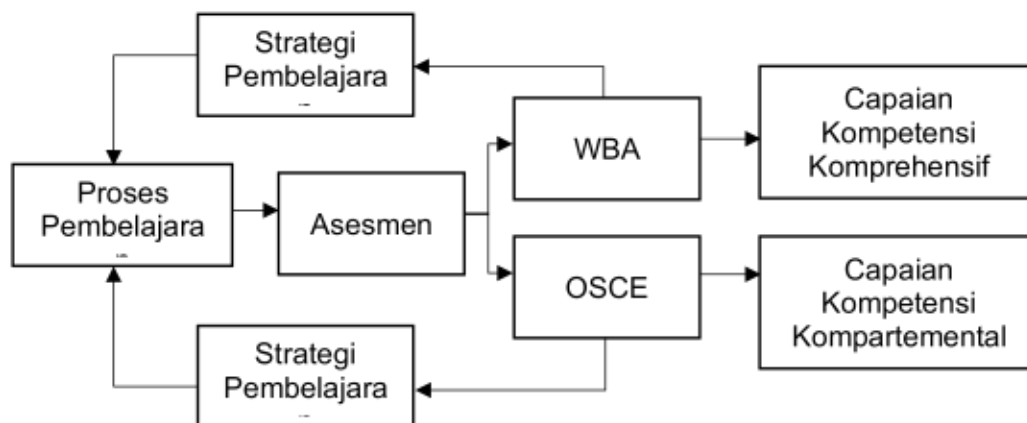 Strategi
Pembelajara
WBA
Capaian
Kompetensi
Komprehensif
Proses
Pembelajara
Asesmen
OSCE
Capaian
Kompetensi
Kompartemental
Strategi
Pembelajara